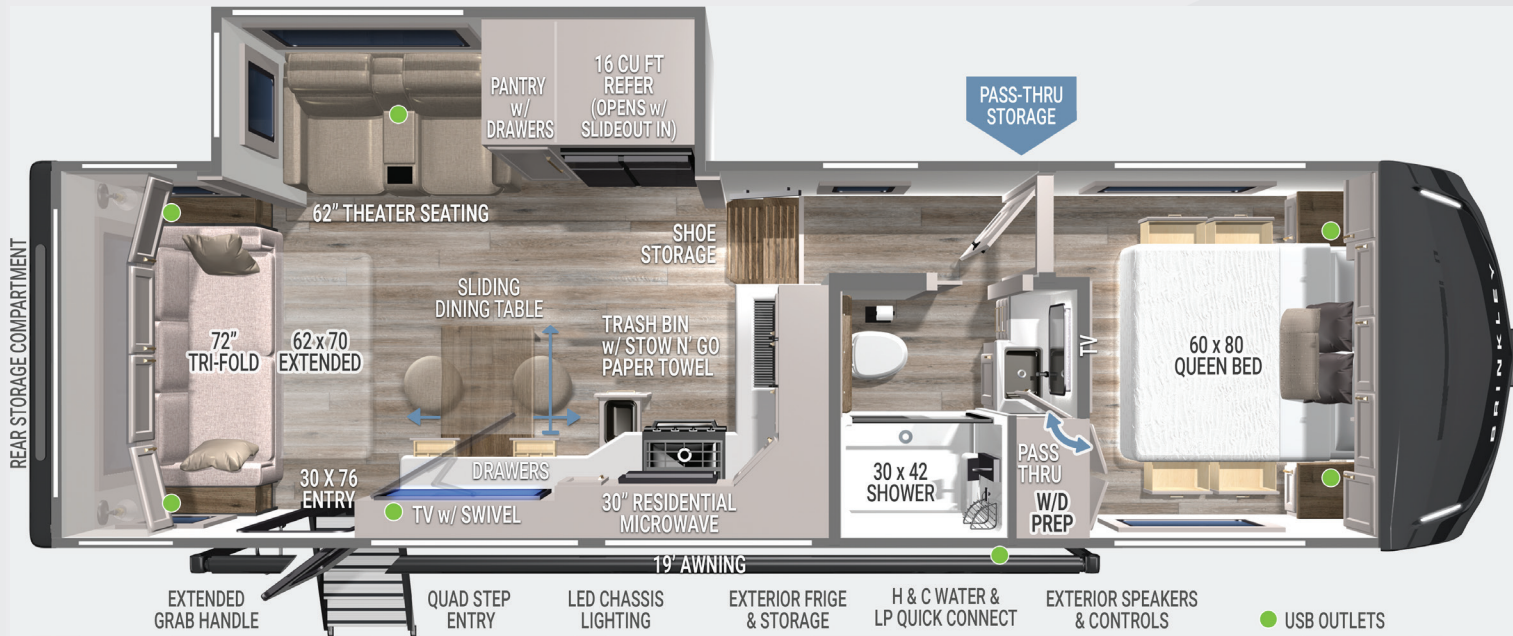 PANTRY
w/
DRAWERS
16 CU FT
REFER
(OPENS w/
SLIDEOUT IN)
PASS-THRU
STORAGE
62” THEATER SEATING
SHOE
STORAGE
SLIDING
DINING TABLE
REAR STORAGE COMPARTMENT
72”
TRI-FOLD
62 x 70
EXTENDED
TRASH BIN
w/ STOW N’ GO
PAPER TOWEL
TV
60 x 80
QUEEN BED
BRINKLEY
30 X 76
ENTRY
DRAWERS
TV w/ SWIVEL
30” RESIDENTIAL
MICROWAVE
30 x 42
SHOWER
PASS
THRU
W/D
PREP
19’ AWNING
EXTENDED
GRAB HANDLE
QUAD STEP
ENTRY
LED CHASSIS
LIGHTING
EXTERIOR FRIGE
& STORAGE
H & C WATER &
LP QUICK CONNECT
EXTERIOR SPEAKERS
& CONTROLS
USB OUTLETS